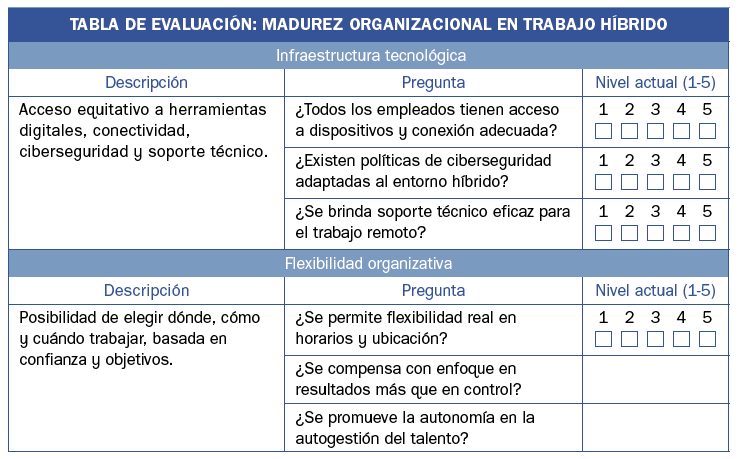 TABLA DE EVALUACIÓN: MADUREZ ORGANIZACIONAL EN TRABAJO HÍBRIDO
Infraestructura tecnológica
Descripción
Pregunta
Nivel actual (1-5)
Acceso equitativo a herramientas
digitales, conectividad,
ciberseguridad y soporte técnico.
¿Todos los empleados tienen acceso
a dispositivos y conexión adecuada?
1 2 3 4 5
¿Existen políticas de ciberseguridad
adaptadas al entorno híbrido?
1 2 3 4 5
¿Se brinda soporte técnico eficaz para
el trabajo remoto?
1 2 3 4 5
Flexibilidad organizativa
Descripción
Pregunta
Nivel actual (1-5)
Posibilidad de elegir dónde, cómo
y cuándo trabajar, basada en
confianza y objetivos.
¿Se permite flexibilidad real en
horarios y ubicación?
1 2 3 4 5
¿Se compensa con enfoque en
resultados más que en control?
¿Se promueve la autonomía en la
autogestión del talento?